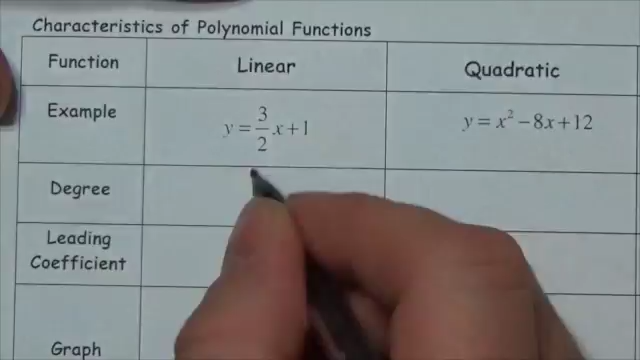 Characteristics of Polynomial Functions
Function Linear Quadratic
Example y = 3/2 x + 1 y = x² − 8x + 12
Degree
Leading
Coefficient
Graph